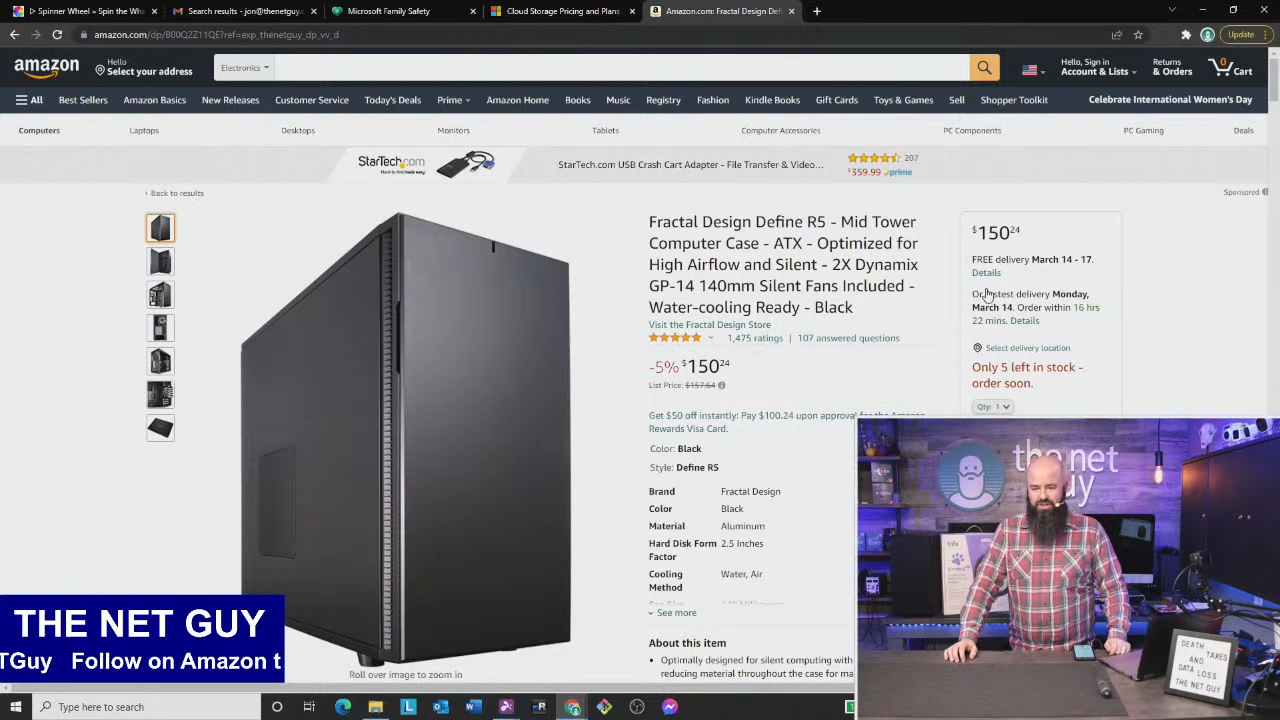 Spinner Wheel » Spin the Wh
Search results - jon@thenetgu
Microsoft Family Safety
Cloud Storage Pricing and Plans
Amazon.com: Fractal Design De
amazon.com/dp/B00Q2Z11QE?ref=exp_thenetguy_dp_vv_d
Update
amazon
Hello
Select your address
Electronics
Hello, Sign in
Account & Lists
Returns
& Orders
0
Cart
All Best Sellers Amazon Basics New Releases Customer Service Today's Deals Prime Amazon Home Books Music Registry Fashion Kindle Books Gift Cards Toys & Games Sell Shopper Toolkit Celebrate International Women's Day
Computers Laptops Desktops Monitors Tablets Computer Accessories PC Components PC Gaming Deals
StarTech.com
Hard-to-find made easy
StarTech.com USB Crash Cart Adapter - File Transfer & Video...
207
$359.99 prime
‹ Back to results
Sponsored
Fractal Design Define R5 - Mid Tower
Computer Case - ATX - Optimized for
High Airflow and Silent - 2X Dynamix
GP-14 140mm Silent Fans Included -
Water-cooling Ready - Black
Visit the Fractal Design Store
1,475 ratings | 107 answered questions
-5% $150 24
List Price: $157.64
Get $50 off instantly: Pay $100.24 upon approval for the Amazon
Rewards Visa Card.
Color: Black
Style: Define R5
Brand Fractal Design
Color Black
Material Aluminum
Hard Disk Form 2.5 Inches
Factor
Cooling Water, Air
Method
See more
About this item
• Optimally designed for silent computing with
reducing material throughout the case for ma
Roll over image to zoom in
$150 24
FREE delivery March 14 - 17.
Details
Or fastest delivery Monday,
March 14. Order within 16 hrs
22 mins. Details
Select delivery location
Only 5 left in stock -
order soon.
Qty: 1
the net
uy
DEATH TAXES
AND
DATA LOSS
THE NET GUY
THE NET GUY
TGuy Follow on Amazon t
Type here to search